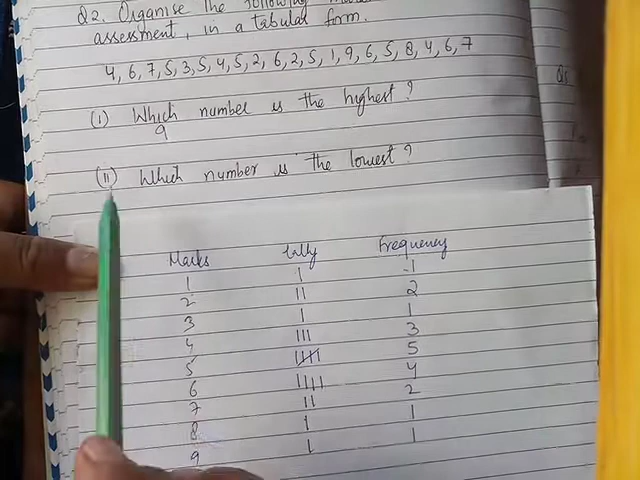 Q2. Organise the following
assessment, in a tabular form.
4, 6, 7, 5, 3, 5, 4, 5, 2, 6, 2, 5, 1, 9, 6, 5, 8, 4, 6, 7
(i) Which number is the highest?
9
(ii) Which number is the lowest?
Marks Tally Frequency
1 | 1
2 || 2
3 | 1
4 ||| 3
5 𝍸 5
6 |||| 4
7 || 2
8 | 1
9 | 1